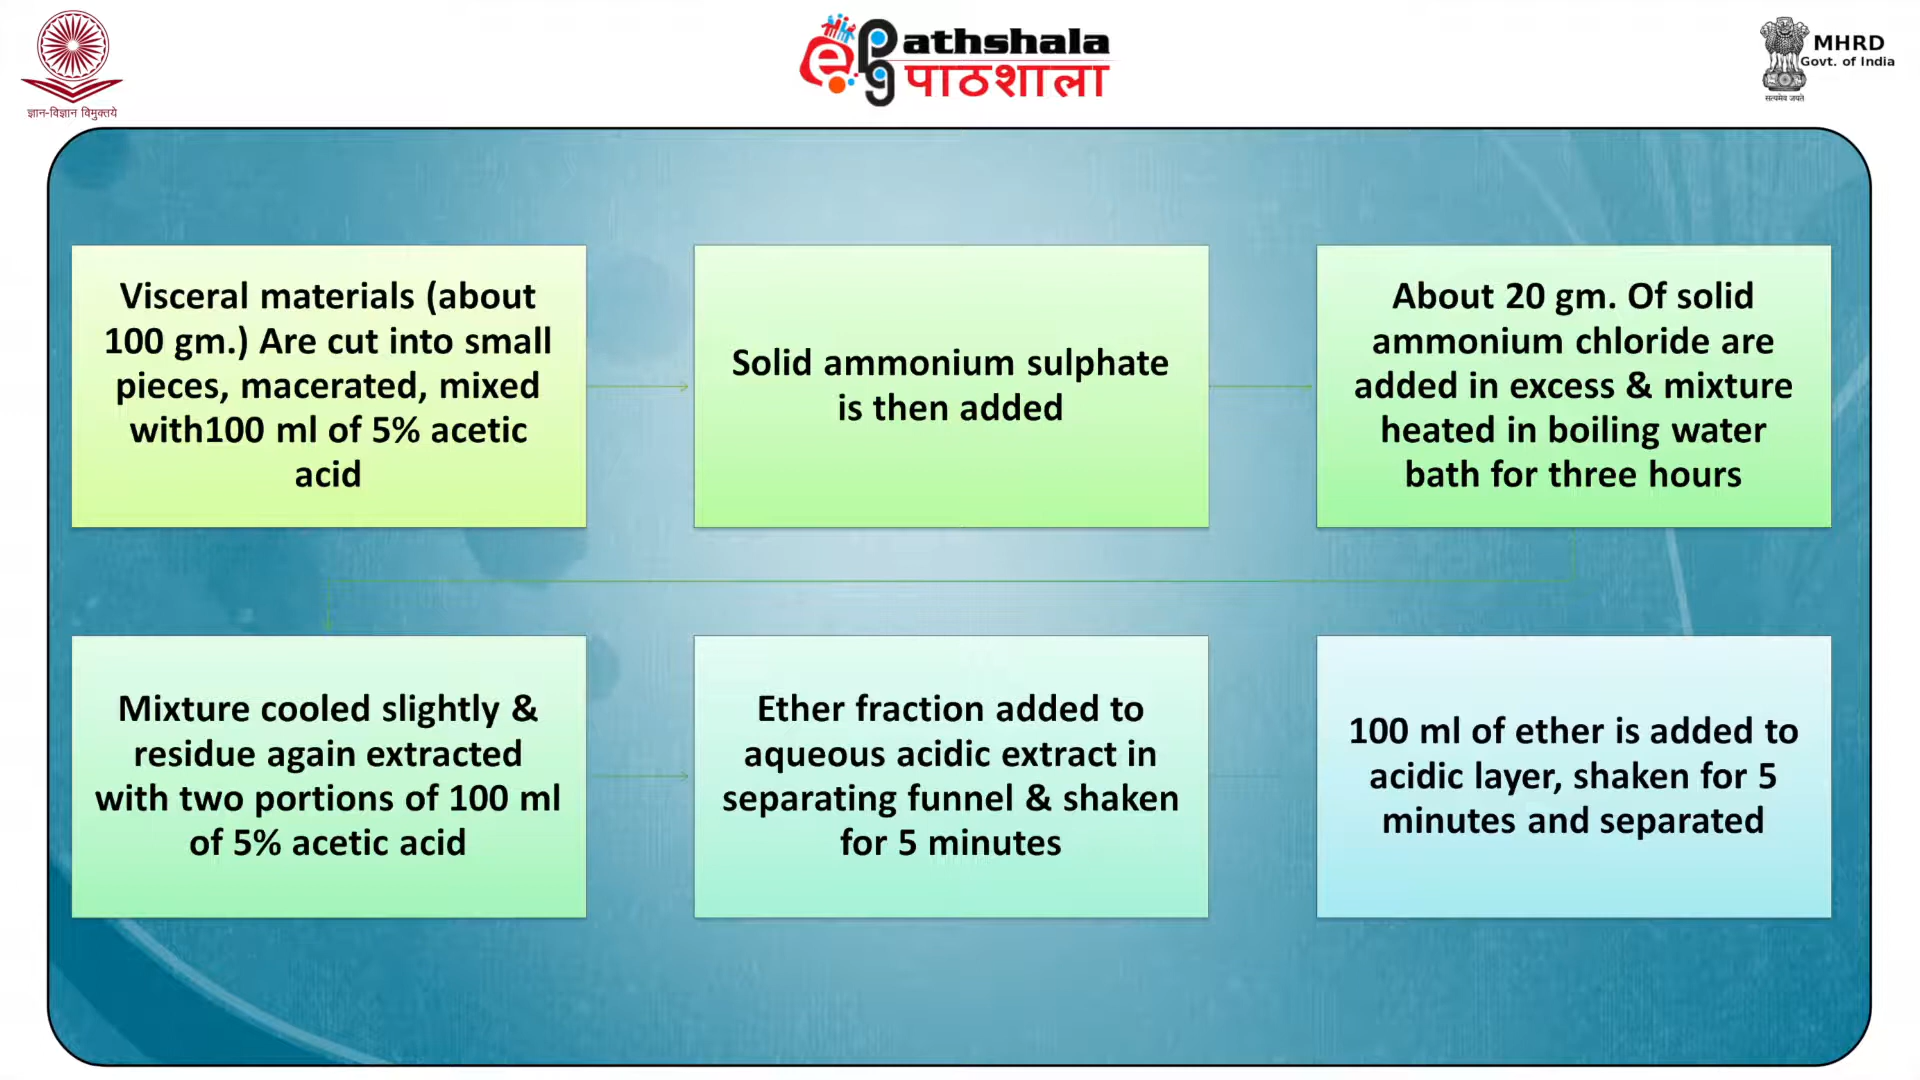 ज्ञान-विज्ञान विमुक्तये
epg
Pathshala
पाठशाला
MHRD
Govt. of India
सत्यमेव जयते
Visceral materials (about
100 gm.) Are cut into small
pieces, macerated, mixed
with100 ml of 5% acetic
acid
Solid ammonium sulphate
is then added
About 20 gm. Of solid
ammonium chloride are
added in excess & mixture
heated in boiling water
bath for three hours
Mixture cooled slightly &
residue again extracted
with two portions of 100 ml
of 5% acetic acid
Ether fraction added to
aqueous acidic extract in
separating funnel & shaken
for 5 minutes
100 ml of ether is added to
acidic layer, shaken for 5
minutes and separated